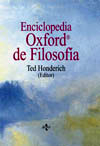 Enciclopedia
Oxford® 
de Filosofía
Ted Honderich
(Editor)